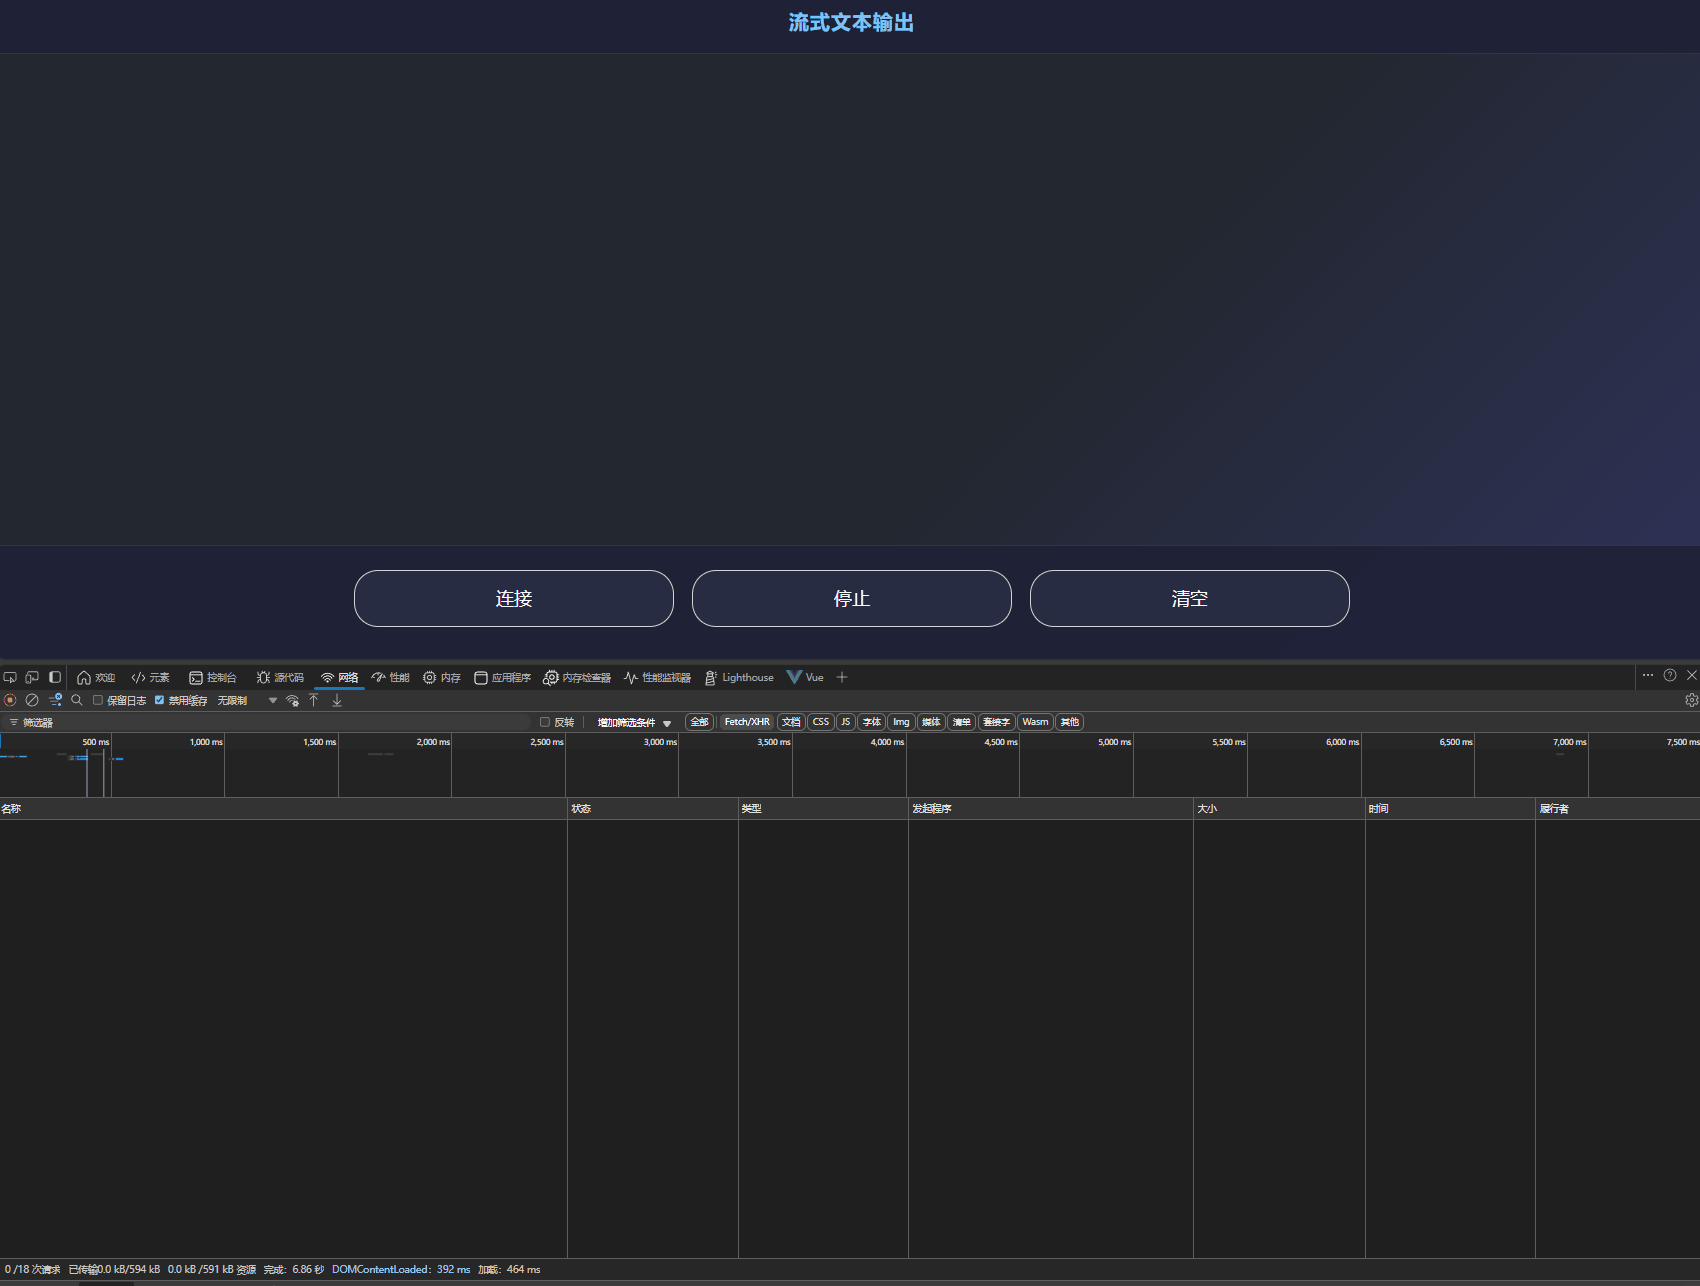 流式文本输出
连接 停止 清空
欢迎 元素 控制台 源代码 网络 性能 内存 应用程序 内存检查器 性能监视器 Lighthouse Vue
保留日志 禁用缓存 无限制
筛选器 反转 增加筛选条件 全部 Fetch/XHR 文档 CSS JS 字体 Img 媒体 清单 套接字 Wasm 其他
500 ms 1,000 ms 1,500 ms 2,000 ms 2,500 ms 3,000 ms 3,500 ms 4,000 ms 4,500 ms 5,000 ms 5,500 ms 6,000 ms 6,500 ms 7,000 ms 7,500 ms
名称 状态 类型 发起程序 大小 时间 履行者
0 /18 次请求 已传输0.0 kB/594 kB 0.0 kB /591 kB 资源 完成：6.86 秒 DOMContentLoaded：392 ms 加载：464 ms